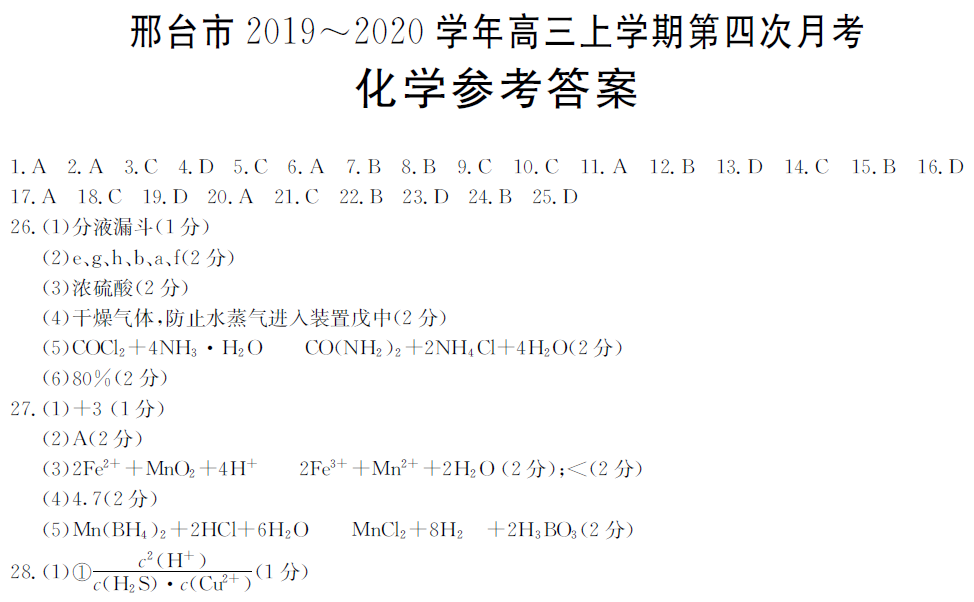 邢台市 2019～2020 学年高三上学期第四次月考
化学参考答案
1. A 2. A 3. C 4. D 5. C 6. A 7. B 8. B 9. C 10. C 11. A 12. B 13. D 14. C 15. B 16. D
17. A 18. C 19. D 20. A 21. C 22. B 23. D 24. B 25. D
26. (1)分液漏斗(1 分)
(2)e、g、h、b、a、f(2 分)
(3)浓硫酸(2 分)
(4)干燥气体,防止水蒸气进入装置戊中(2 分)
(5)COCl₂+4NH₃·H₂O CO(NH₂)₂+2NH₄Cl+4H₂O(2 分)
(6)80%(2 分)
27. (1)+3 (1 分)
(2)A(2 分)
(3)2Fe²⁺+MnO₂+4H⁺ 2Fe³⁺+Mn²⁺+2H₂O (2 分);<(2 分)
(4)4.7(2 分)
(5)Mn(BH₄)₂+2HCl+6H₂O MnCl₂+8H₂ +2H₃BO₃(2 分)
28. (1)①c²(H⁺)/c(H₂S)·c(Cu²⁺)(1 分)